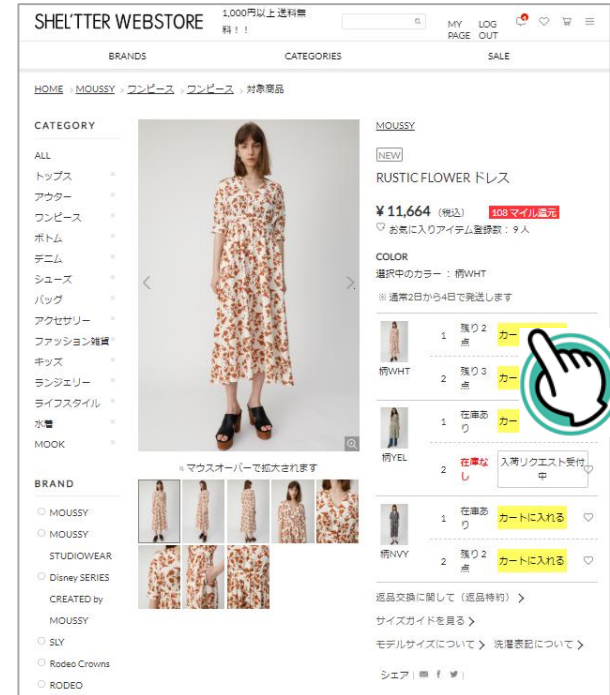 SHEL'TTER WEBSTORE
1,000円以上送料無
料！！
MY PAGE
LOG OUT
BRANDS
CATEGORIES
SALE
HOME > MOUSSY > ワンピース > ワンピース > 対象商品
CATEGORY
ALL
トップス
アウター
ワンピース
ボトム
デニム
シューズ
バッグ
アクセサリー
ファッション雑貨
キッズ
ランジェリー
ライフスタイル
水着
MOOK
BRAND
MOUSSY
MOUSSY
STUDIOWEAR
Disney SERIES
CREATED by
MOUSSY
SLY
Rodeo Crowns
RODEO
※マウスオーバーで拡大されます
MOUSSY
NEW
RUSTIC FLOWER ドレス
¥ 11,664 （税込） 108 マイル還元
♡ お気に入りアイテム登録数： 9 人
COLOR
選択中のカラー ： 柄WHT
※ 通常2日から4日で発送します
柄WHT
1 残り 2 点 カー
2 残り 3 点 カー
柄YEL
1 在庫あり カー
2 在庫なし 入荷リクエスト受付中
柄NVY
1 在庫あり カートに入れる
2 残り 2 点 カートに入れる
返品交換に関して（返品特約） >
サイズガイドを見る >
モデルサイズについて > 洗濯表記について >
シェア